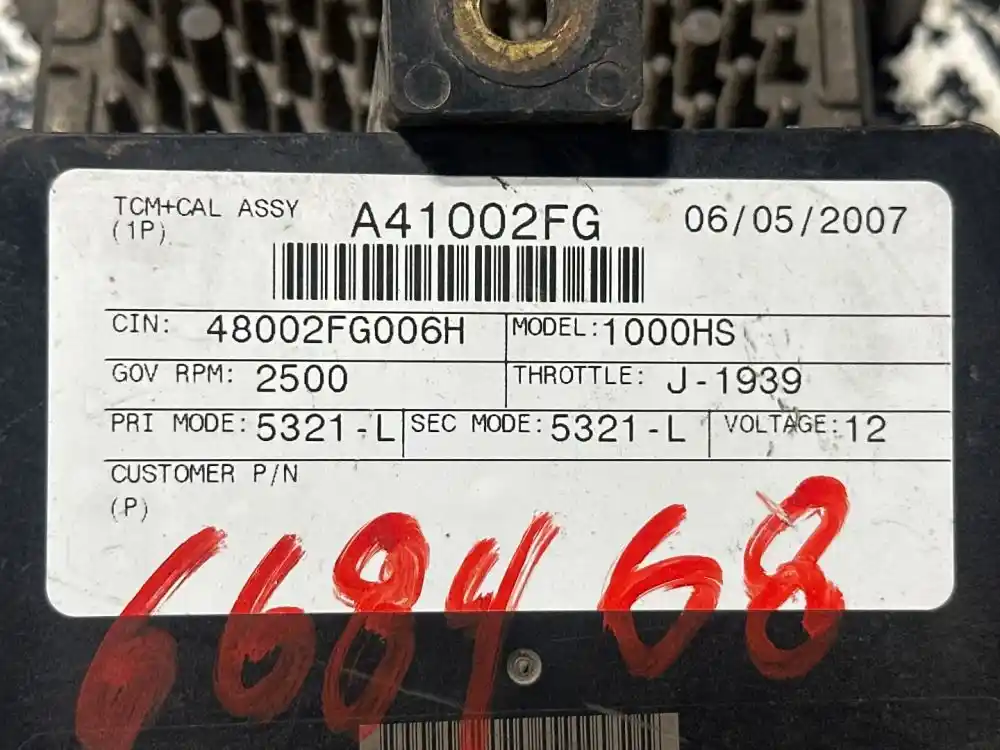 TCM+CAL ASSY A41002FG 06/05/2007
(1P)
CIN: 48002FG006H MODEL: 1000HS
GOV RPM: 2500 THROTTLE: J-1939
PRI MODE: 5321-L SEC MODE: 5321-L VOLTAGE: 12
CUSTOMER P/N
(P)
668468